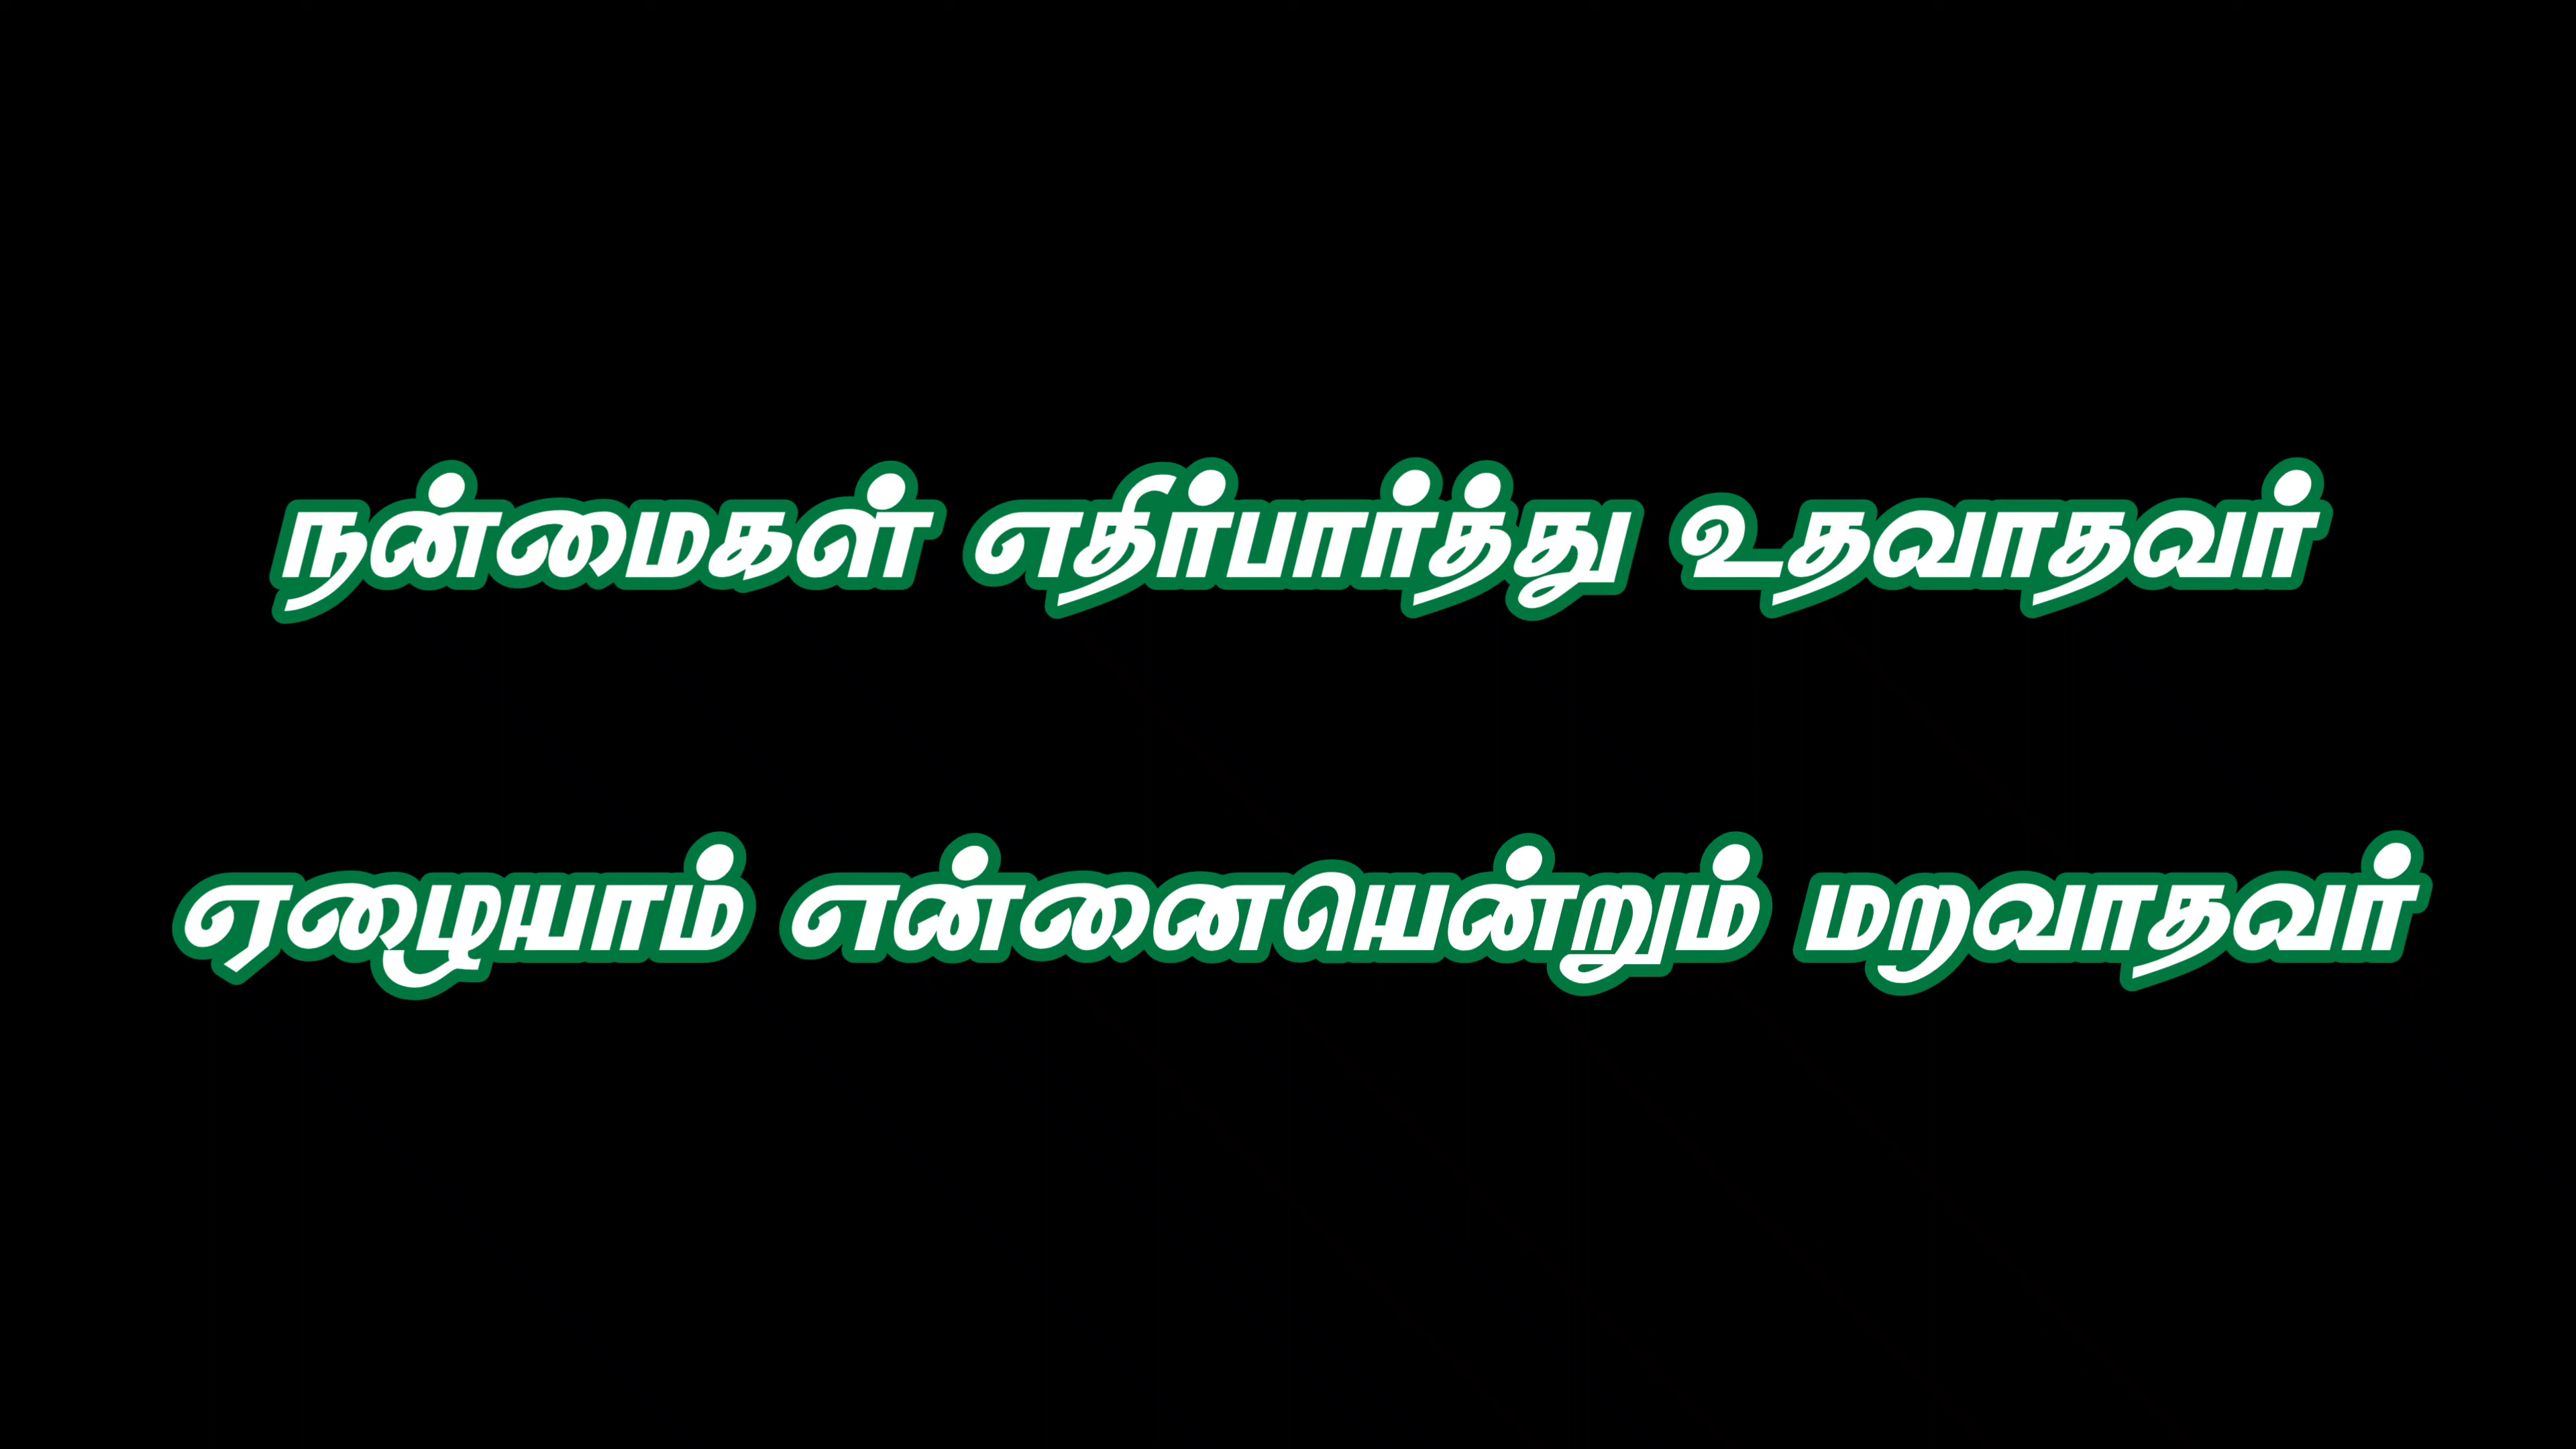 நன்மைகள் எதிர்பார்த்து உதவாதவர்
ஏழையாம் என்னையென்றும் மறவாதவர்